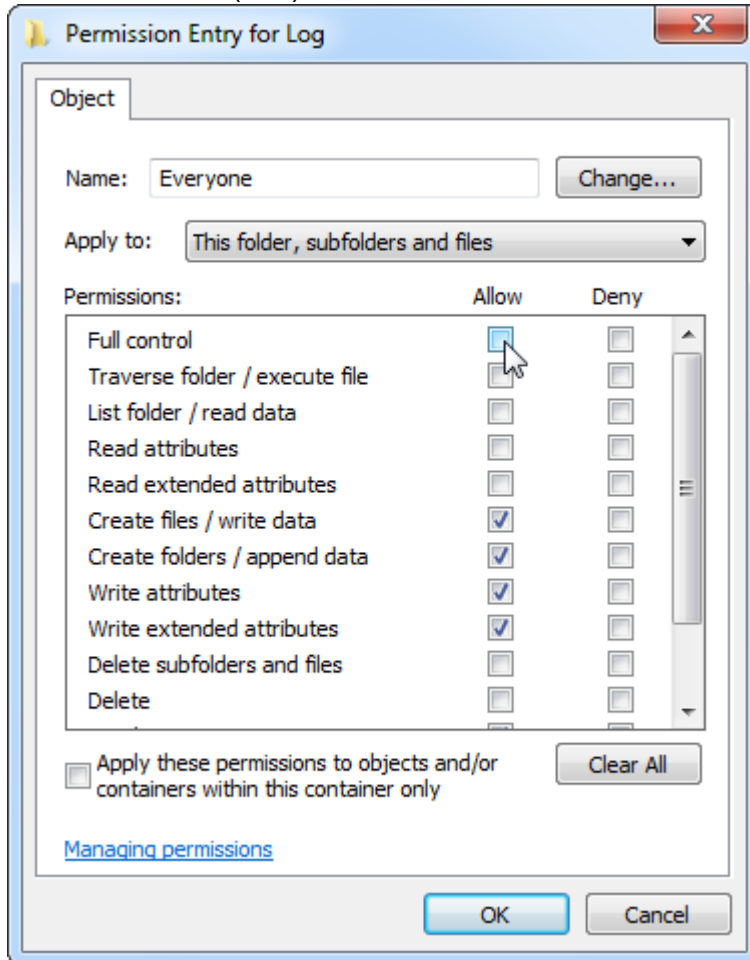 Permission Entry for Log
Object
Name: Everyone Change...
Apply to: This folder, subfolders and files
Permissions: Allow Deny
Full control
Traverse folder / execute file
List folder / read data
Read attributes
Read extended attributes
Create files / write data
Create folders / append data
Write attributes
Write extended attributes
Delete subfolders and files
Delete
Apply these permissions to objects and/or
containers within this container only
Clear All
Managing permissions
OK Cancel